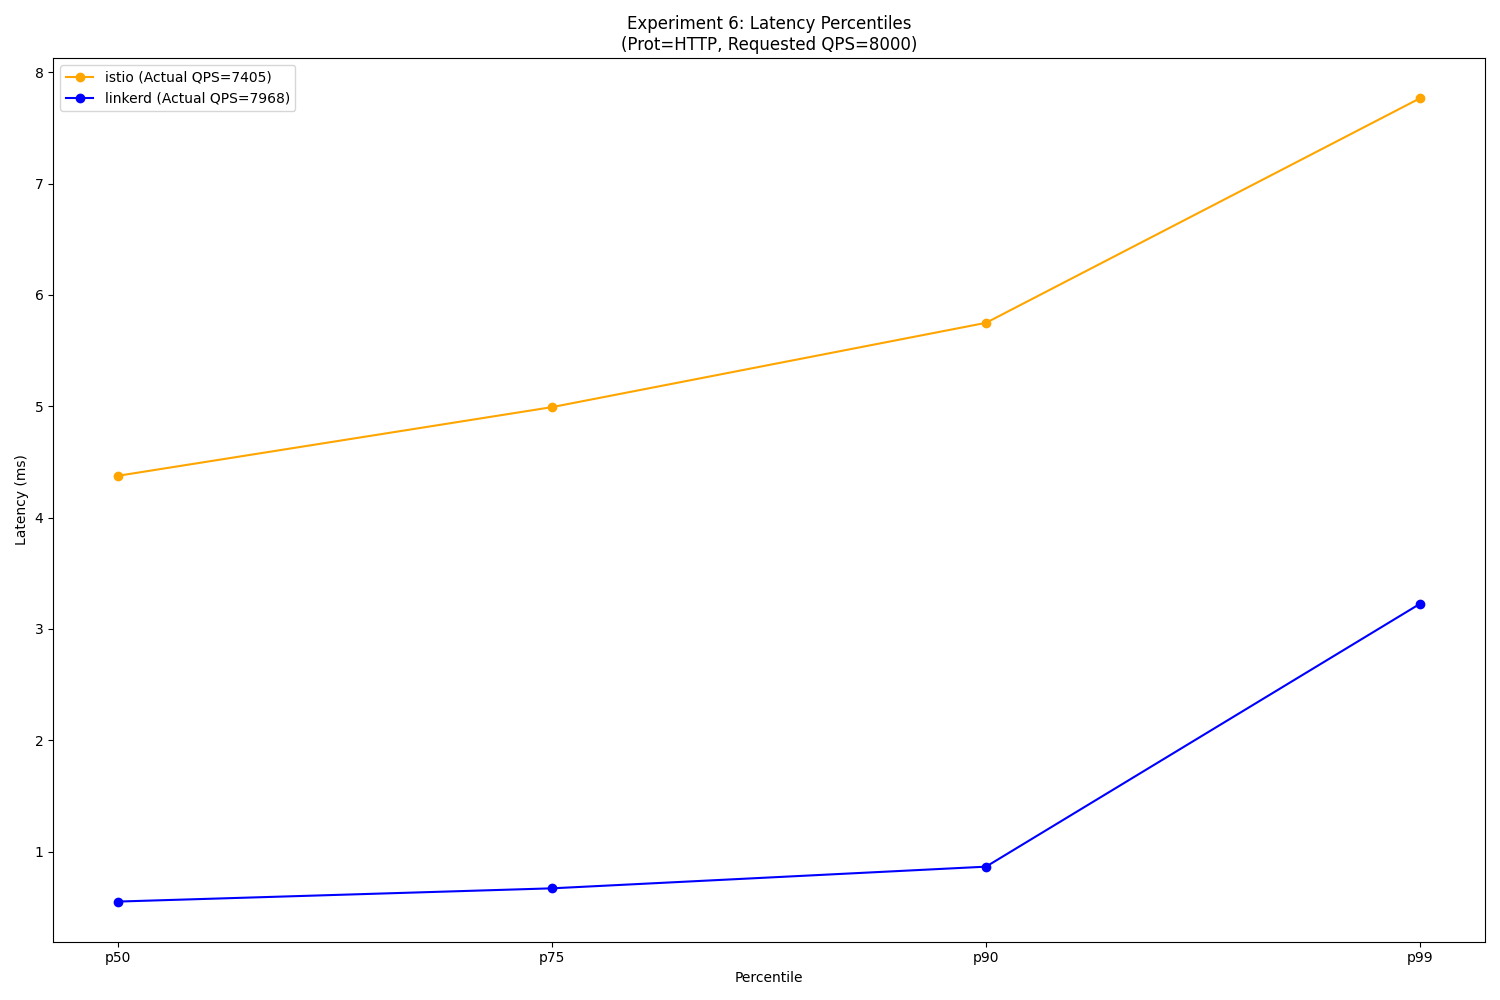 Experiment 6: Latency Percentiles
(Prot=HTTP, Requested QPS=8000)
istio (Actual QPS=7405)
linkerd (Actual QPS=7968)
8
7
6
5
4
3
2
1
Latency (ms)
p50
p75
p90
p99
Percentile